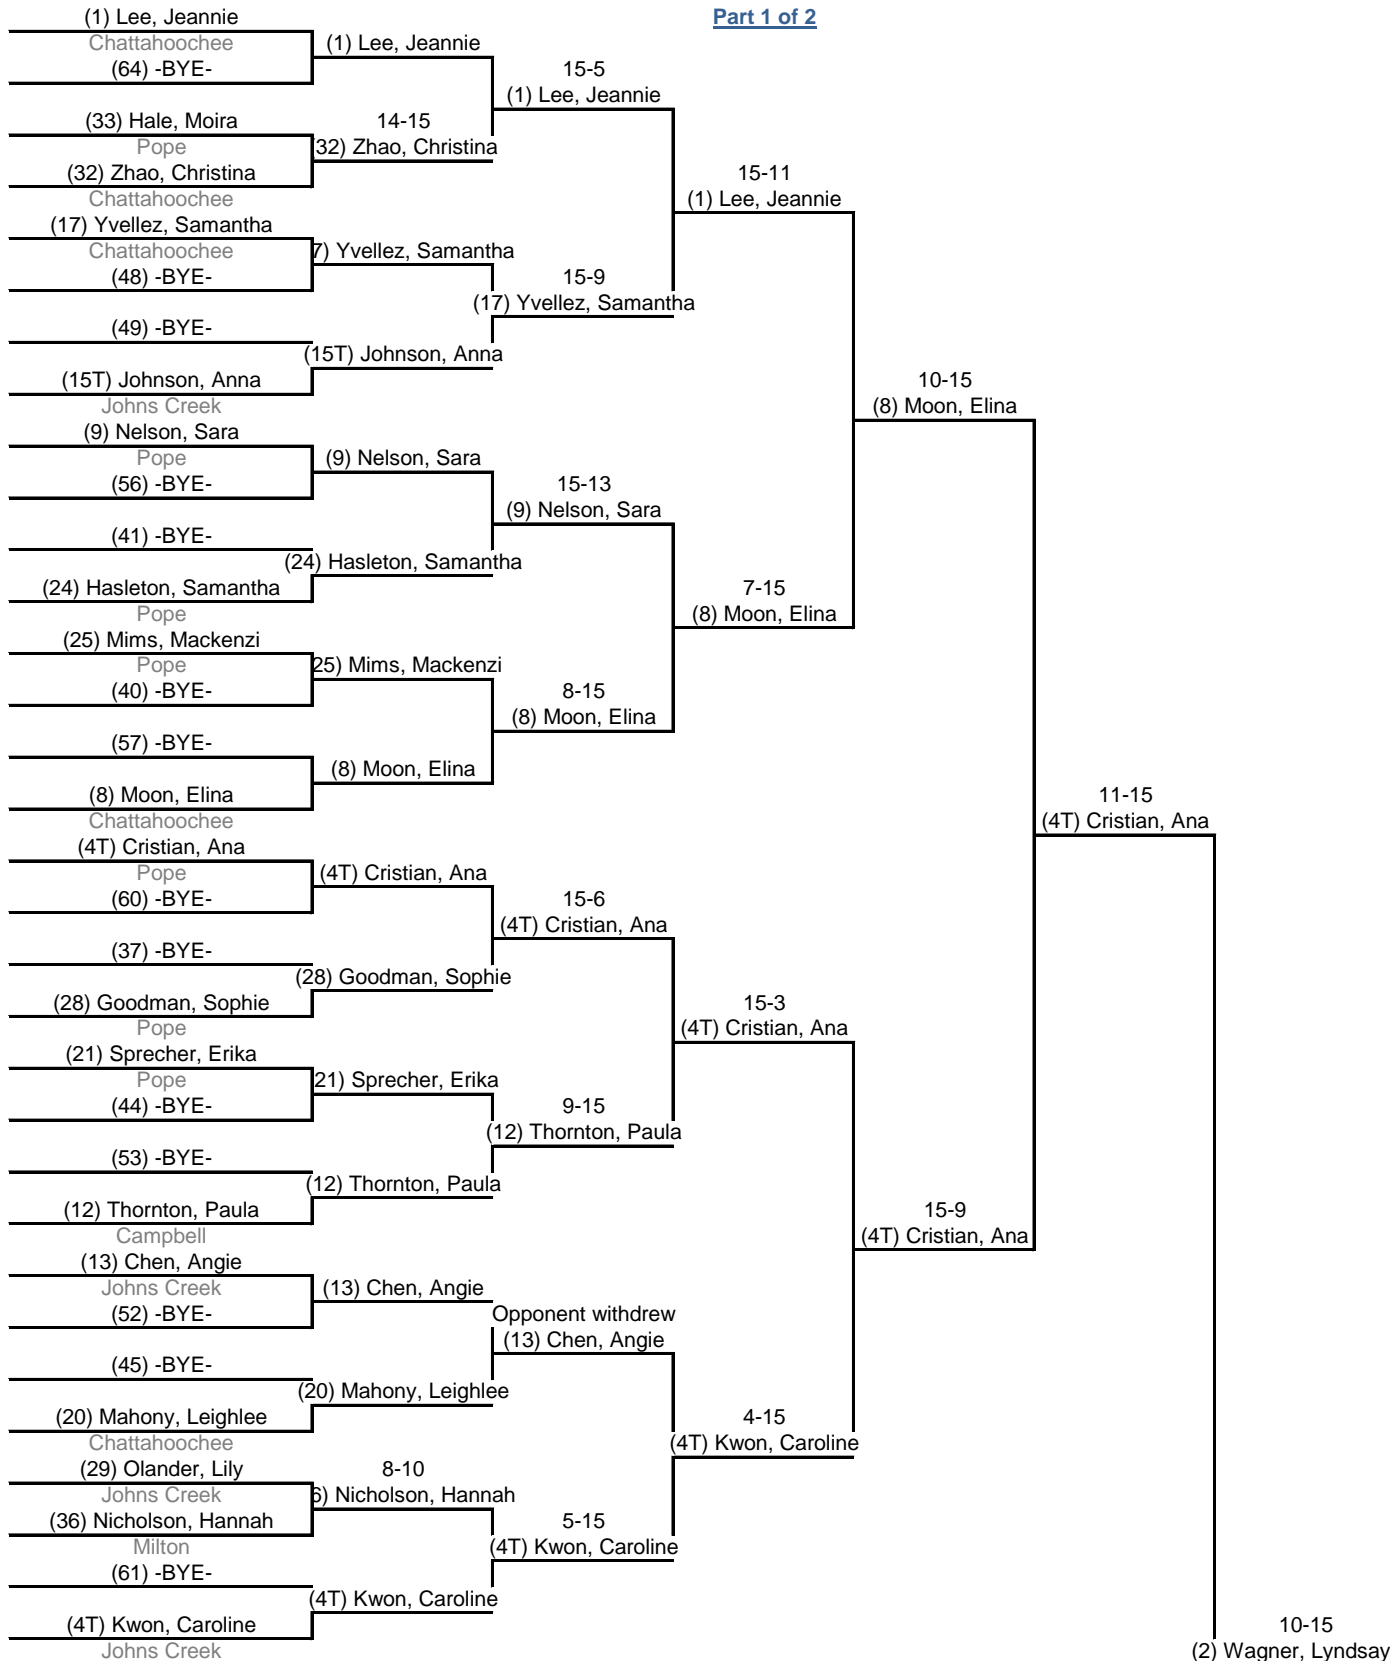 Part 1 of 2
(1) Lee, Jeannie
Chattahoochee
(64) -BYE-
(33) Hale, Moira
Pope
(32) Zhao, Christina
Chattahoochee
(17) Yvellez, Samantha
Chattahoochee
(48) -BYE-
(49) -BYE-
(15T) Johnson, Anna
Johns Creek
(9) Nelson, Sara
Pope
(56) -BYE-
(41) -BYE-
(24) Hasleton, Samantha
Pope
(25) Mims, Mackenzi
Pope
(40) -BYE-
(57) -BYE-
(8) Moon, Elina
Chattahoochee
(4T) Cristian, Ana
Pope
(60) -BYE-
(37) -BYE-
(28) Goodman, Sophie
Pope
(21) Sprecher, Erika
Pope
(44) -BYE-
(53) -BYE-
(12) Thornton, Paula
Campbell
(13) Chen, Angie
Johns Creek
(52) -BYE-
(45) -BYE-
(20) Mahony, Leighlee
Chattahoochee
(29) Olander, Lily
Johns Creek
(36) Nicholson, Hannah
Milton
(61) -BYE-
(4T) Kwon, Caroline
Johns Creek
(1) Lee, Jeannie
14-15
32) Zhao, Christina
7) Yvellez, Samantha
(15T) Johnson, Anna
(9) Nelson, Sara
(24) Hasleton, Samantha
25) Mims, Mackenzi
(8) Moon, Elina
(4T) Cristian, Ana
(28) Goodman, Sophie
21) Sprecher, Erika
(12) Thornton, Paula
(13) Chen, Angie
(20) Mahony, Leighlee
8-10
6) Nicholson, Hannah
(4T) Kwon, Caroline
15-5
(1) Lee, Jeannie
15-9
(17) Yvellez, Samantha
15-13
(9) Nelson, Sara
8-15
(8) Moon, Elina
15-6
(4T) Cristian, Ana
9-15
(12) Thornton, Paula
Opponent withdrew
(13) Chen, Angie
5-15
(4T) Kwon, Caroline
15-11
(1) Lee, Jeannie
7-15
(8) Moon, Elina
15-3
(4T) Cristian, Ana
4-15
(4T) Kwon, Caroline
10-15
(8) Moon, Elina
15-9
(4T) Cristian, Ana
11-15
(4T) Cristian, Ana
10-15
(2) Wagner, Lyndsay